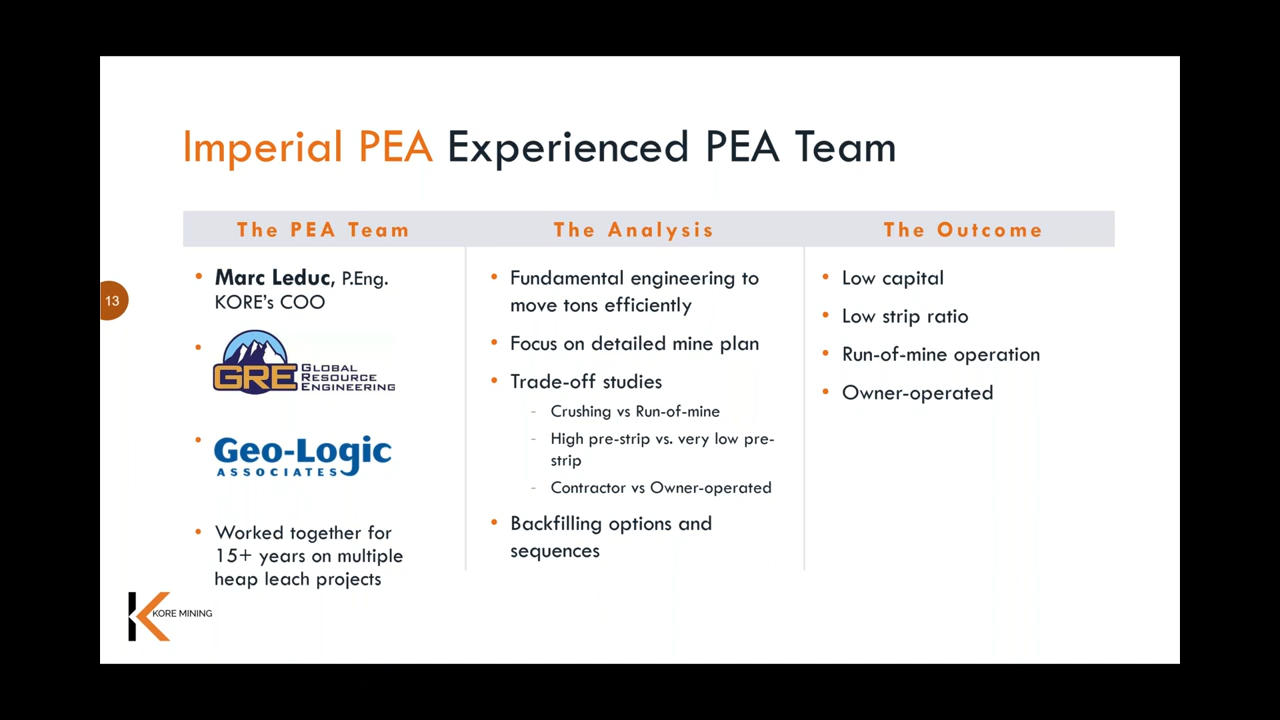 Imperial PEA Experienced PEA Team
The PEA Team
• Marc Leduc, P.Eng.
KORE's COO
• GRE GLOBAL
RESOURCE
ENGINEERING
• Geo-Logic
ASSOCIATES
• Worked together for
15+ years on multiple
heap leach projects
The Analysis
• Fundamental engineering to
move tons efficiently
• Focus on detailed mine plan
• Trade-off studies
- Crushing vs Run-of-mine
- High pre-strip vs. very low pre-
strip
- Contractor vs Owner-operated
• Backfilling options and
sequences
The Outcome
• Low capital
• Low strip ratio
• Run-of-mine operation
• Owner-operated
13
KORE MINING